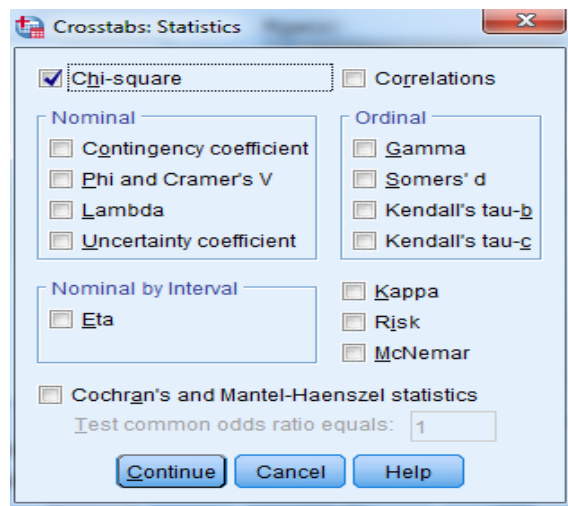 Crosstabs: Statistics
Chi-square
Correlations
Nominal
Contingency coefficient
Phi and Cramer's V
Lambda
Uncertainty coefficient
Ordinal
Gamma
Somers' d
Kendall's tau-b
Kendall's tau-c
Nominal by Interval
Eta
Kappa
Risk
McNemar
Cochran's and Mantel-Haenszel statistics
Test common odds ratio equals: 1
Continue Cancel Help